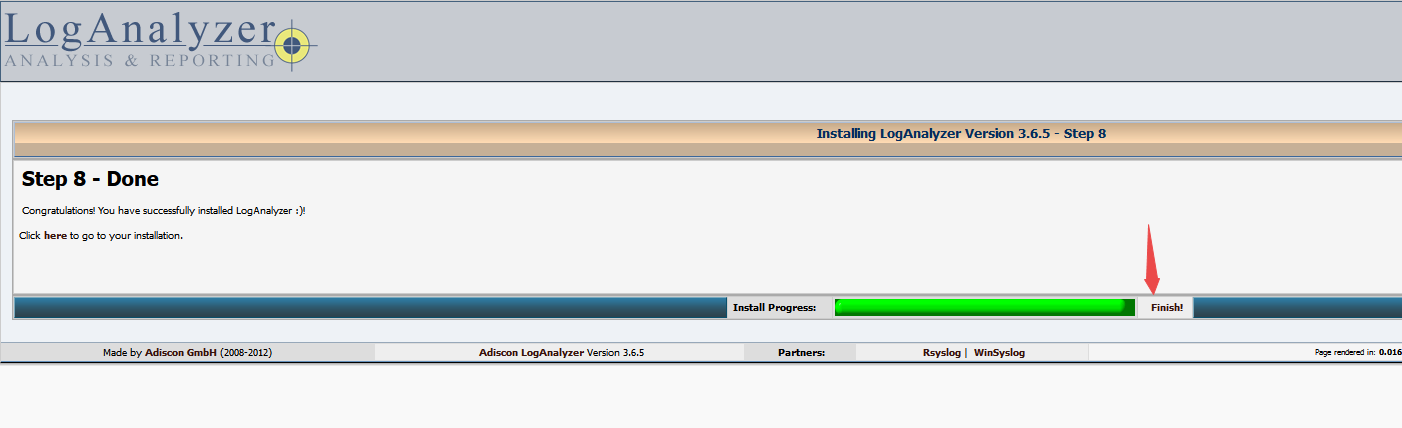 LogAnalyzer
ANALYSIS & REPORTING
Installing LogAnalyzer Version 3.6.5 - Step 8
Step 8 - Done
Congratulations! You have successfully installed LogAnalyzer :)!
Click here to go to your installation.
Install Progress: Finish!
Made by Adiscon GmbH (2008-2012) Adiscon LogAnalyzer Version 3.6.5 Partners: Rsyslog | WinSyslog Page rendered in: 0.016